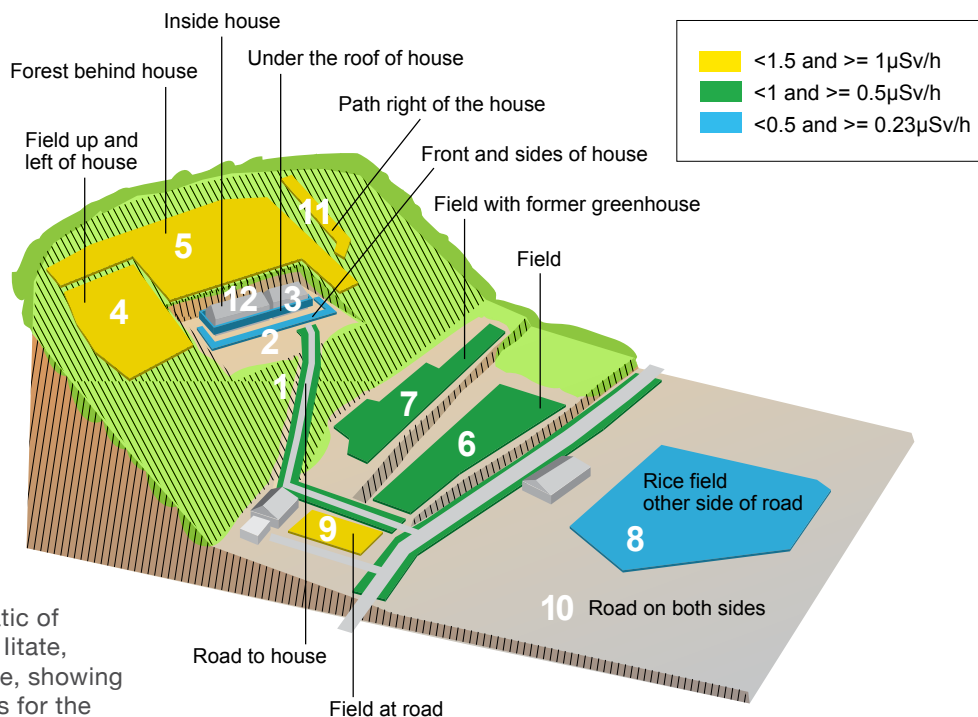 Inside house
Under the roof of house
Forest behind house
Path right of the house
Field up and
left of house
Front and sides of house
Field with former greenhouse
Field
<1.5 and >= 1µSv/h
<1 and >= 0.5µSv/h
<0.5 and >= 0.23µSv/h
11
5
4
12
3
2
1
7
6
Rice field
other side of road
8
9
10
Road on both sides
Road to house
Field at road
litate,
showing
for the